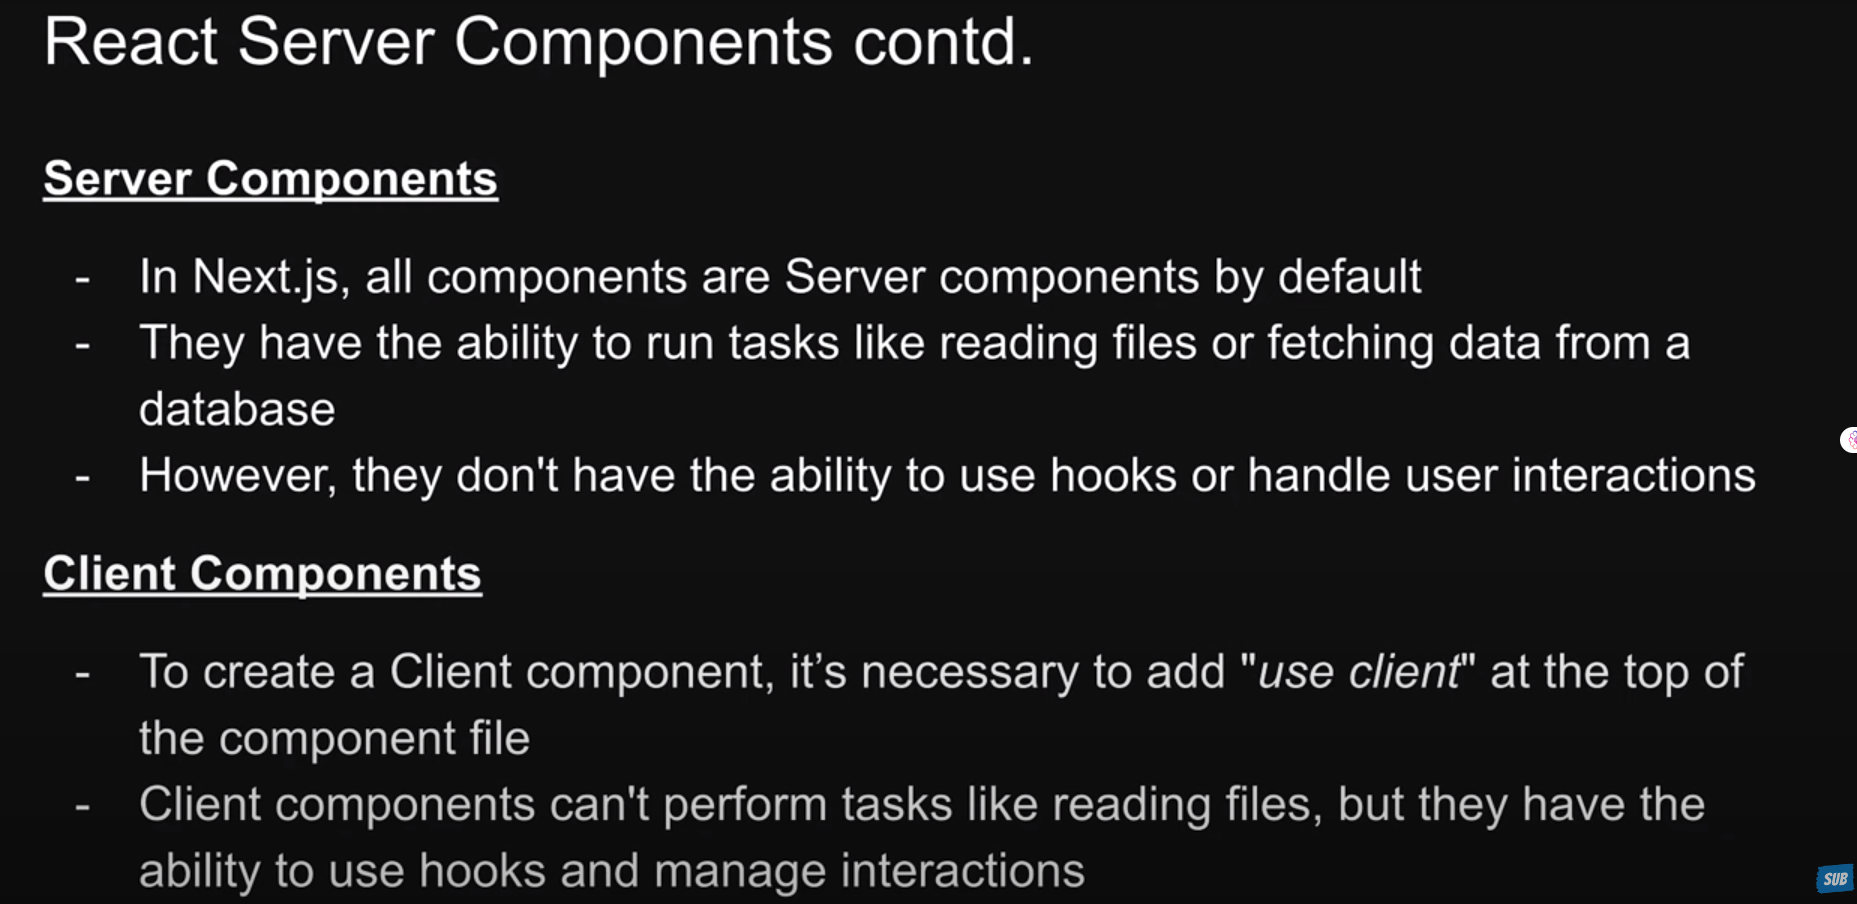 React Server Components contd.
Server Components
- In Next.js, all components are Server components by default
- They have the ability to run tasks like reading files or fetching data from a
database
- However, they don't have the ability to use hooks or handle user interactions
Client Components
- To create a Client component, it’s necessary to add "use client" at the top of
the component file
- Client components can't perform tasks like reading files, but they have the
ability to use hooks and manage interactions
SUB